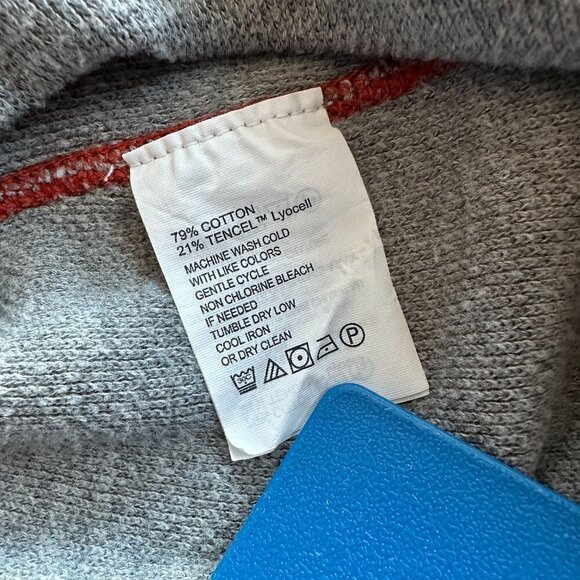 79% COTTON
21% TENCEL™ Lyocell
MACHINE WASH COLD
WITH LIKE COLORS
GENTLE CYCLE
NON CHLORINE BLEACH
IF NEEDED
TUMBLE DRY LOW
COOL IRON
OR DRY CLEAN
30C P